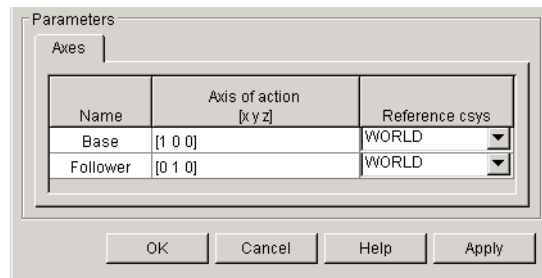 Parameters
Axes
Axis of action
Name [x y z] Reference csys
Base [1 0 0] WORLD
Follower [0 1 0] WORLD
OK Cancel Help Apply